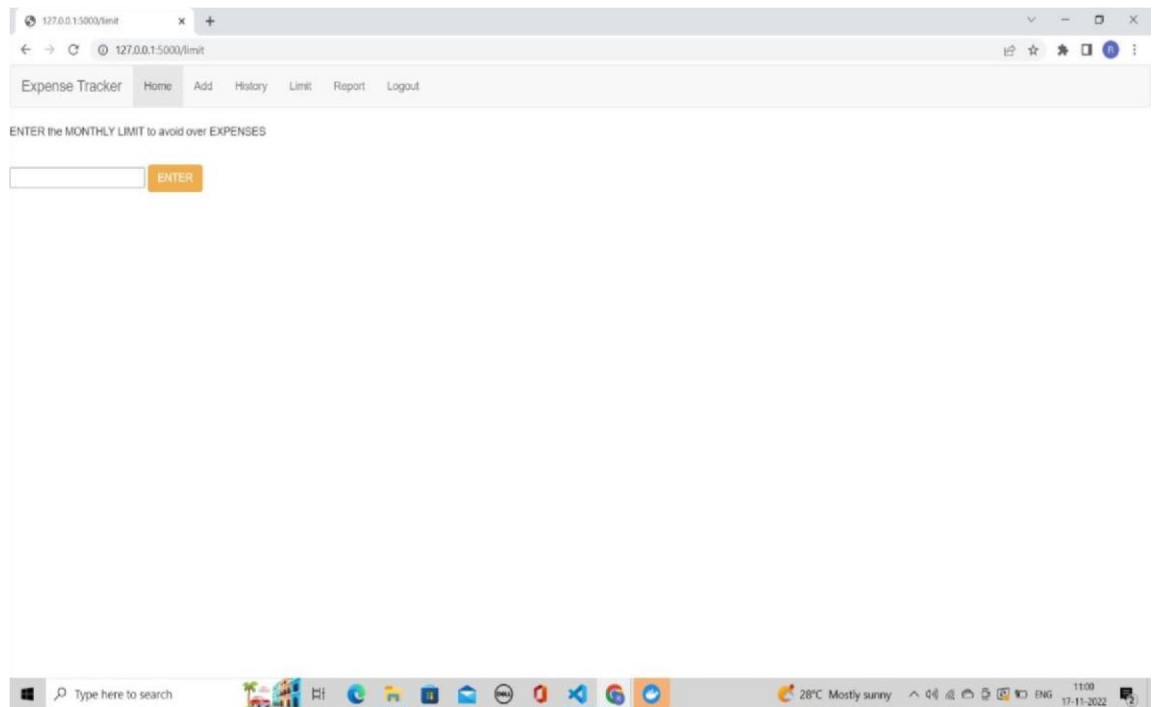 127.0.0.1:5000/limit
127.0.0.1:5000/limit
R
Expense Tracker Home Add History Limit Report Logout
ENTER the MONTHLY LIMIT to avoid over EXPENSES
ENTER
Type here to search
DELL
28°C Mostly sunny
ENG
11:00
17-11-2022
2